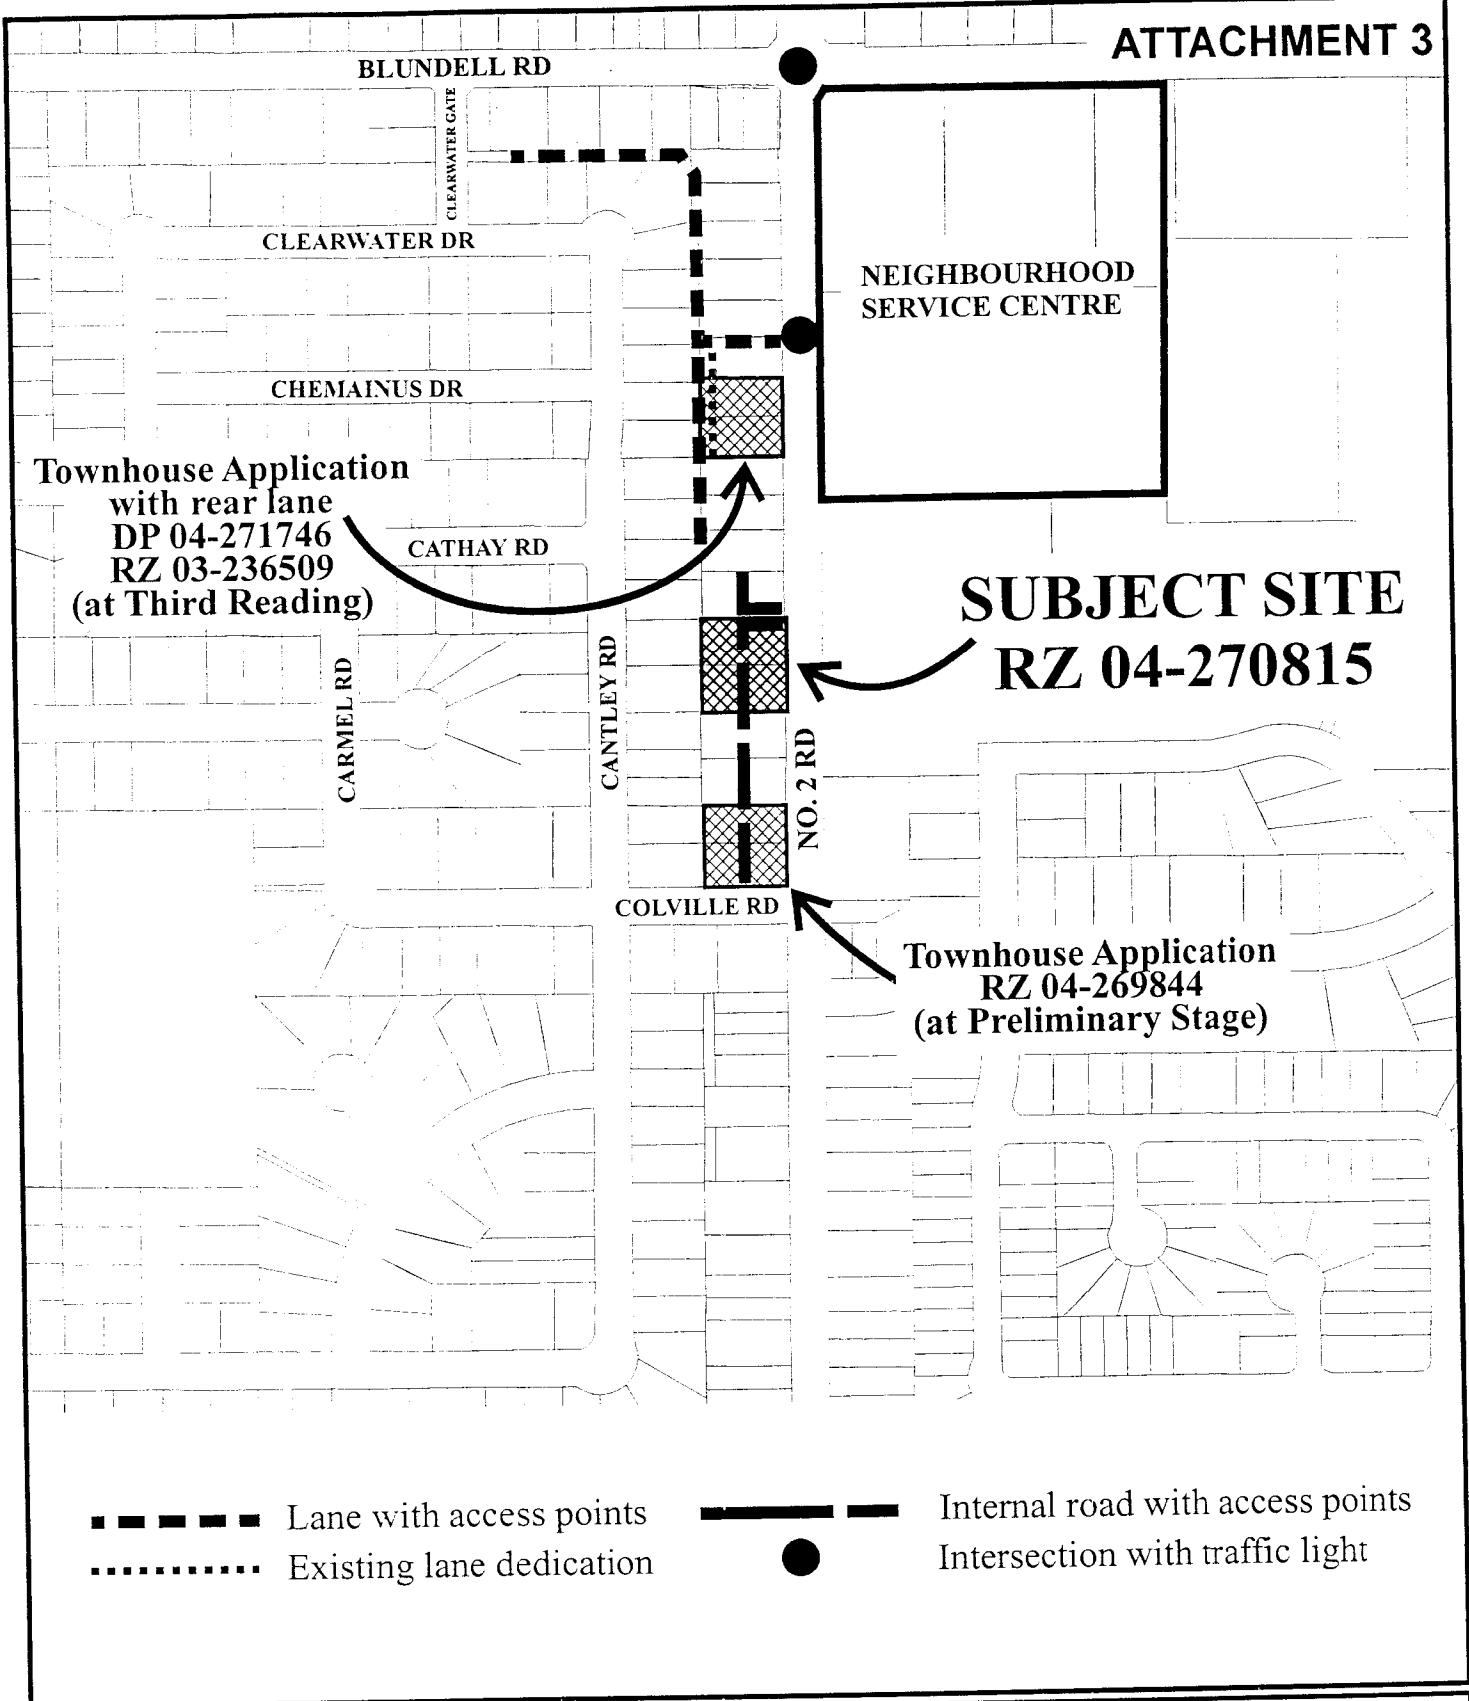 ATTACHMENT 3
BLUNDELL RD
CLEARWATER GATE
CLEARWATER DR
NEIGHBOURHOOD
SERVICE CENTRE
CHEMAINUS DR
Townhouse Application
with rear lane
DP 04-271746
RZ 03-236509
(at Third Reading)
CATHAY RD
SUBJECT SITE
RZ 04-270815
CARMEL RD
CANTLEY RD
NO. 2 RD
COLVILLE RD
Townhouse Application
RZ 04-269844
(at Preliminary Stage)
Lane with access points
Internal road with access points
Existing lane dedication
Intersection with traffic light